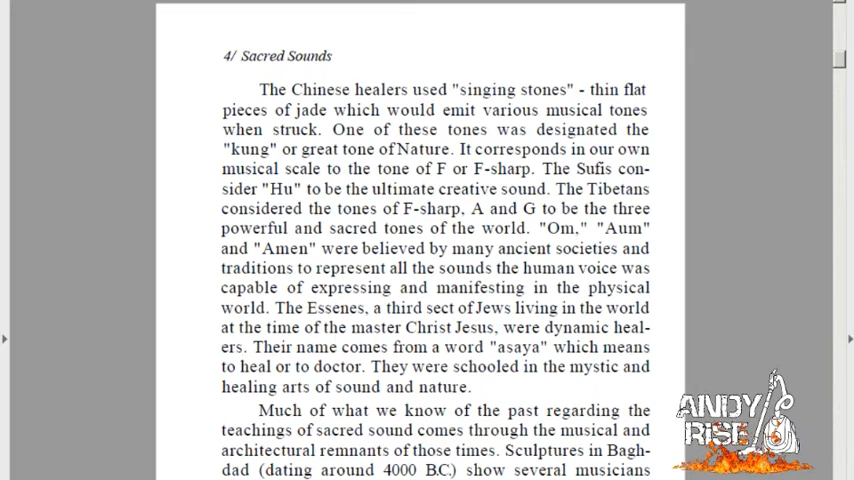 4/ Sacred Sounds
The Chinese healers used "singing stones" - thin flat
pieces of jade which would emit various musical tones
when struck. One of these tones was designated the
"kung" or great tone of Nature. It corresponds in our own
musical scale to the tone of F or F-sharp. The Sufis con-
sider "Hu" to be the ultimate creative sound. The Tibetans
considered the tones of F-sharp, A and G to be the three
powerful and sacred tones of the world. "Om," "Aum"
and "Amen" were believed by many ancient societies and
traditions to represent all the sounds the human voice was
capable of expressing and manifesting in the physical
world. The Essenes, a third sect of Jews living in the world
at the time of the master Christ Jesus, were dynamic heal-
ers. Their name comes from a word "asaya" which means
to heal or to doctor. They were schooled in the mystic and
healing arts of sound and nature.
Much of what we know of the past regarding the
teachings of sacred sound comes through the musical and
architectural remnants of those times. Sculptures in Bagh-
dad (dating around 4000 B.C.) show several musicians
ANDY
RISE